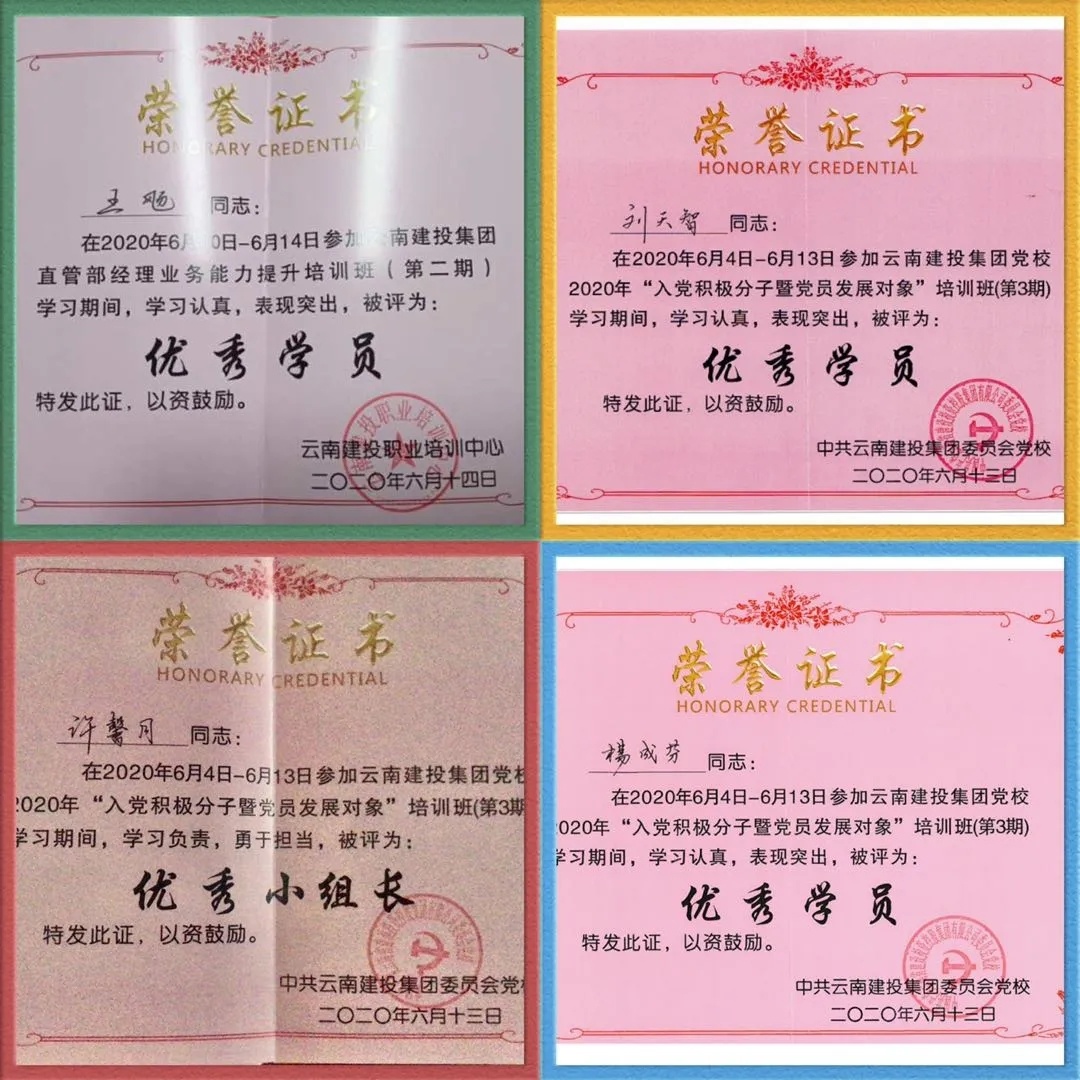 荣誉证书
HONORARY CREDENTIAL
王飏 同志：
在2020年6月10日-6月14日参加云南建投集团
直管部经理业务能力提升培训班（第二期）
学习期间，学习认真，表现突出，被评为：
优秀学员
特发此证，以资鼓励。
云南建投职业培训中心
二〇二〇年六月十四日
荣誉证书
HONORARY CREDENTIAL
刘天智 同志：
在2020年6月4日-6月13日参加云南建投集团党校
2020年“入党积极分子暨党员发展对象”培训班(第3期)
学习期间，学习认真，表现突出，被评为：
优秀学员
特发此证，以资鼓励。
中共云南建投集团委员会党校
二〇二〇年六月十三日
荣誉证书
HONORARY CREDENTIAL
许馨月 同志：
在2020年6月4日-6月13日参加云南建投集团党校
2020年“入党积极分子暨党员发展对象”培训班(第3期
学习期间，学习负责，勇于担当，被评为：
优秀小组长
特发此证，以资鼓励。
中共云南建投集团委员会党校
二〇二〇年六月十三日
荣誉证书
HONORARY CREDENTIAL
楊成芬 同志：
在2020年6月4日-6月13日参加云南建投集团党校
2020年“入党积极分子暨党员发展对象”培训班(第3期)
学习期间，学习认真，表现突出，被评为：
优秀学员
特发此证，以资鼓励。
中共云南建投集团委员会党校
二〇二〇年六月十三日